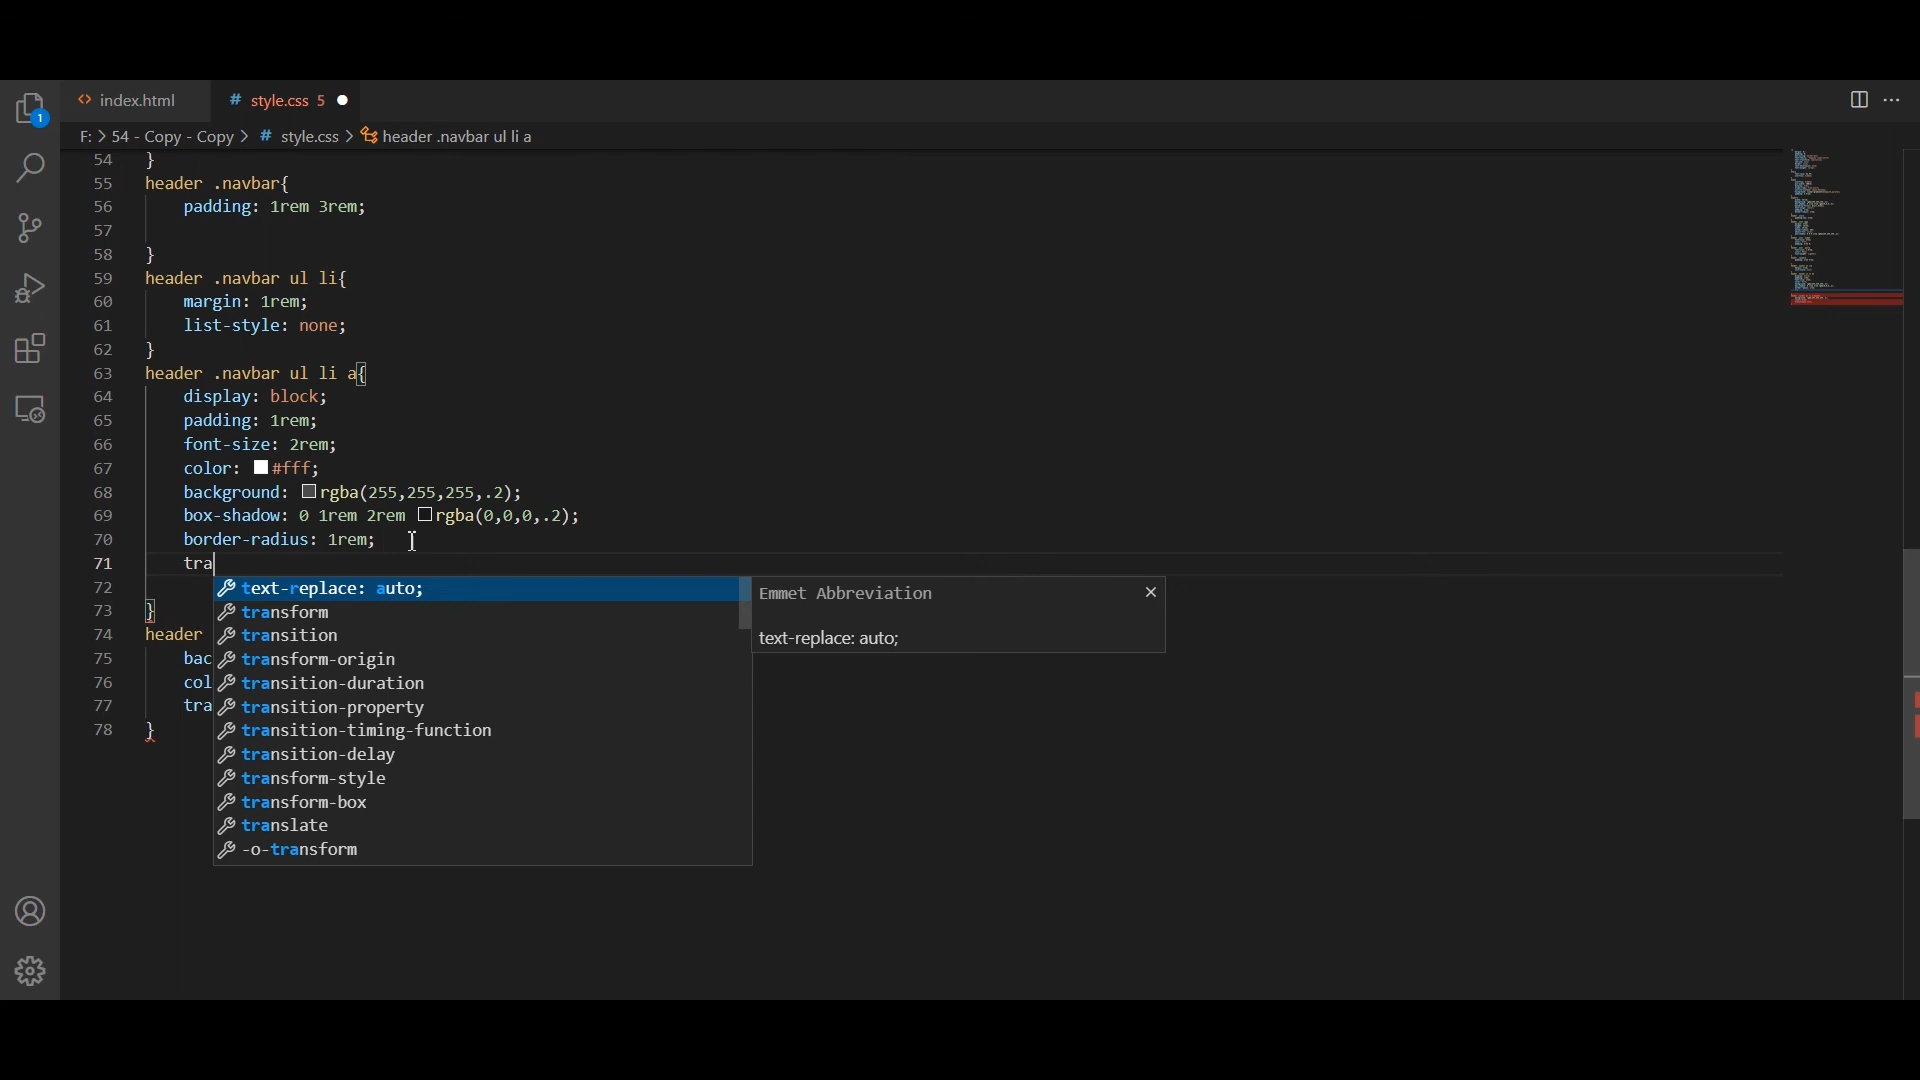 index.html
# style.css 5
F: > 54 - Copy - Copy > # style.css > header .navbar ul li a
54 }
55 header .navbar{
56 padding: 1rem 3rem;
57
58 }
59 header .navbar ul li{
60 margin: 1rem;
61 list-style: none;
62 }
63 header .navbar ul li a{
64 display: block;
65 padding: 1rem;
66 font-size: 2rem;
67 color: #fff;
68 background: rgba(255,255,255,.2);
69 box-shadow: 0 1rem 2rem rgba(0,0,0,.2);
70 border-radius: 1rem;
71 tra
72 text-replace: auto;
Emmet Abbreviation
text-replace: auto;
73 } transform
74 header transition
75 bac transform-origin
76 col transition-duration
77 tra transition-property
78 } transition-timing-function
transition-delay
transform-style
transform-box
translate
-o-transform
1